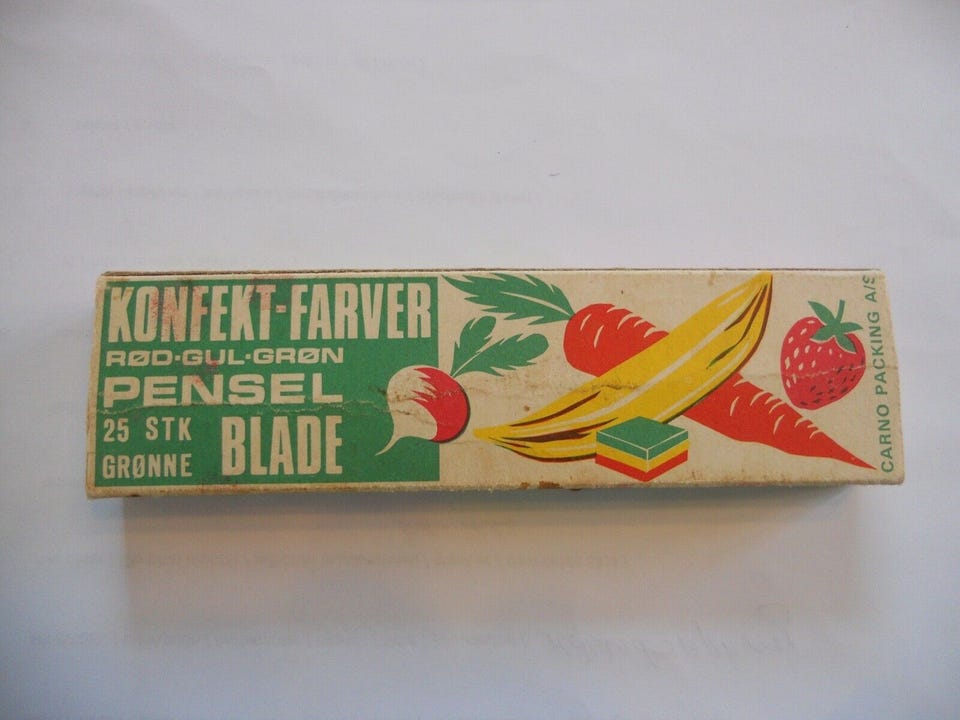 KONFEKT-FARVER
RØD-GUL-GRØN
PENSEL
25 STK
GRØNNE BLADE
CARNO PACKING A/S